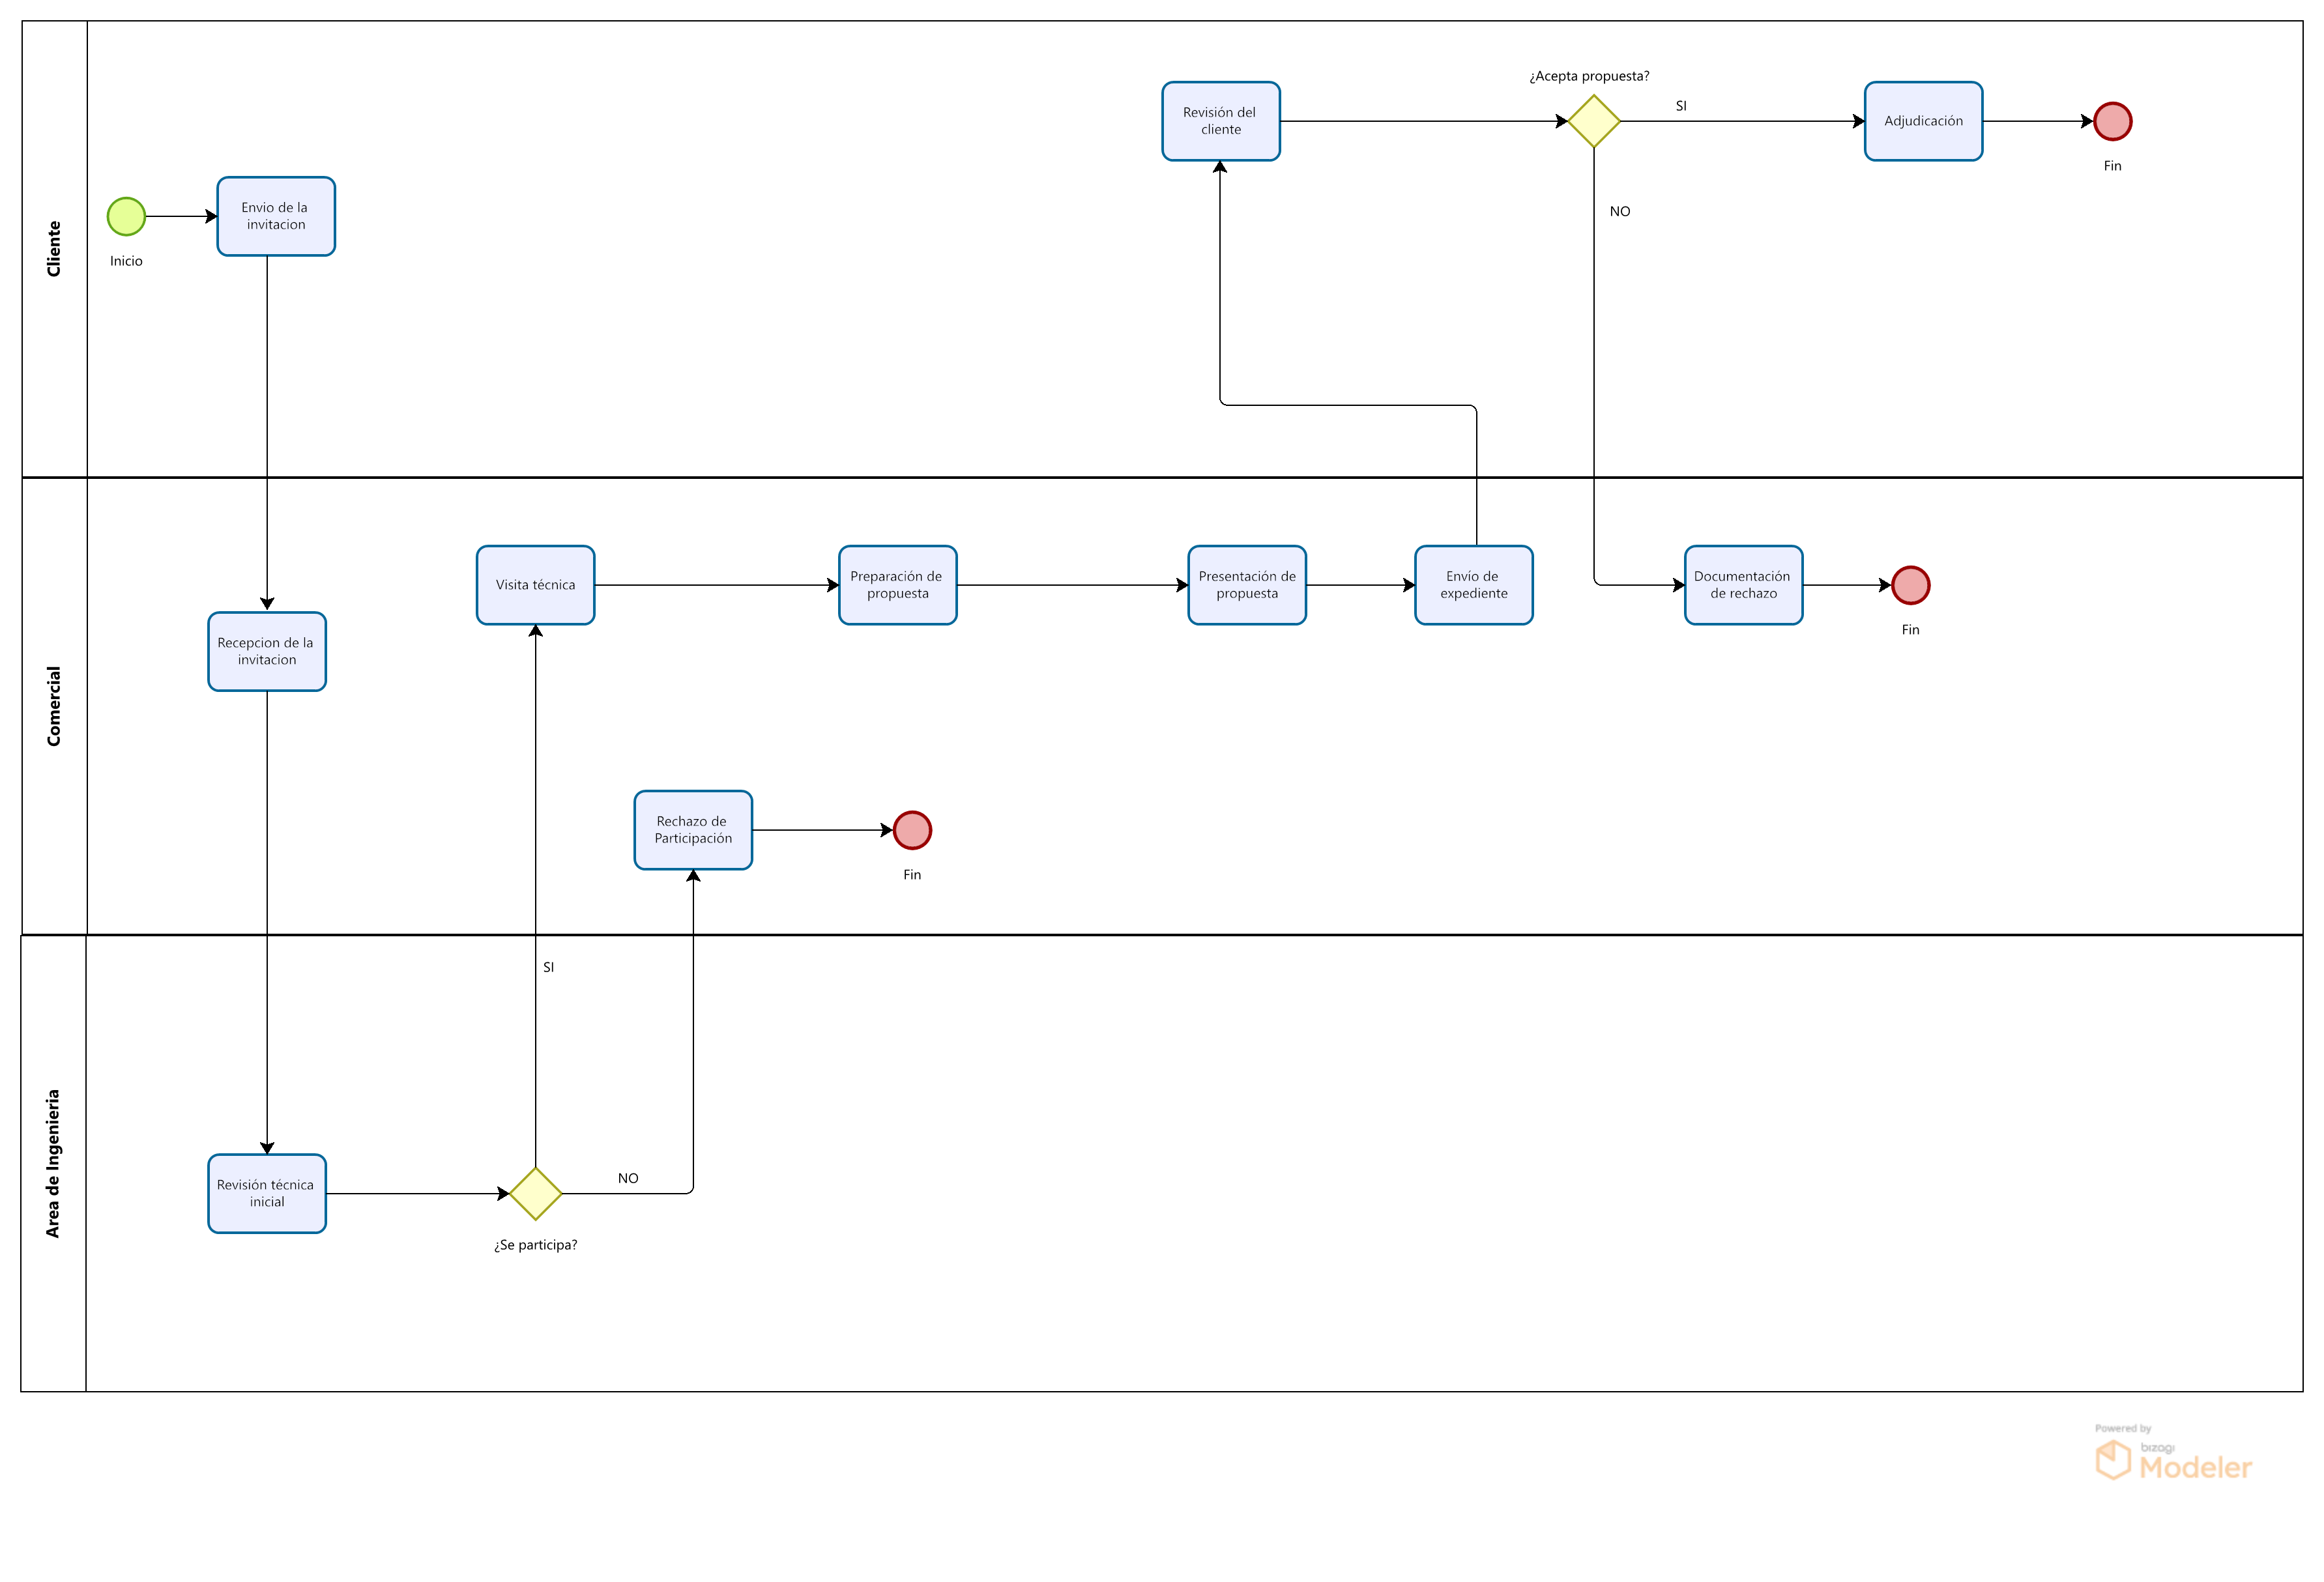 Cliente
Inicio
Envio de la
invitacion
Revisión del
cliente
¿Acepta propuesta?
SI
NO
Adjudicación
Fin
Comercial
Recepcion de la
invitacion
Visita técnica
Preparación de
propuesta
Presentación de
propuesta
Envío de
expediente
Documentación
de rechazo
Fin
Rechazo de
Participación
Fin
Area de Ingenieria
SI
Revisión técnica
inicial
NO
¿Se participa?
Powered by
bizagi
Modeler